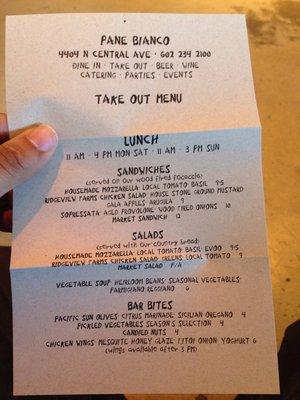 PANE BIANCO
4404 N CENTRAL AVE · 602 234 2100
DINE IN · TAKE OUT · BEER · WINE
CATERING · PARTIES · EVENTS
TAKE OUT MENU
LUNCH
11 AM - 4 PM MON SAT - 11 AM - 3 PM SUN
SANDWICHES
(served on our wood fired focaccia)
HOUSEMADE MOZZARELLA: LOCAL TOMATO BASIL 9.5
RIDGEVIEW FARMS CHICKEN SALAD: HOUSE STONE GROUND MUSTARD
GALA APPLES ARUGULA 9
SOPRESSATA: AGED PROVOLONE WOOD FIRED ONIONS 10
MARKET SANDWICH 12
SALADS
(served with our country bread)
HOUSEMADE MOZZARELLA: LOCAL TOMATO BASIL EVOO 9.5
RIDGEVIEW FARMS CHICKEN SALAD: GREENS LOCAL TOMATO 9
MARKET SALAD P/A
VEGETABLE SOUP: HEIRLOOM BEANS: SEASONAL VEGETABLES:
PARMIGIANO REGGIANO 6
BAR BITES
PACIFIC SUN OLIVES: CITRUS MARINADE: SICILIAN OREGANO 4
PICKLED VEGETABLES: SEASON'S SELECTION 4
CANDIED NUTS 4
CHICKEN WINGS: MESQUITE HONEY GLAZE: I'ITOI ONION YOGHURT 6
(wings available after 3 PM)